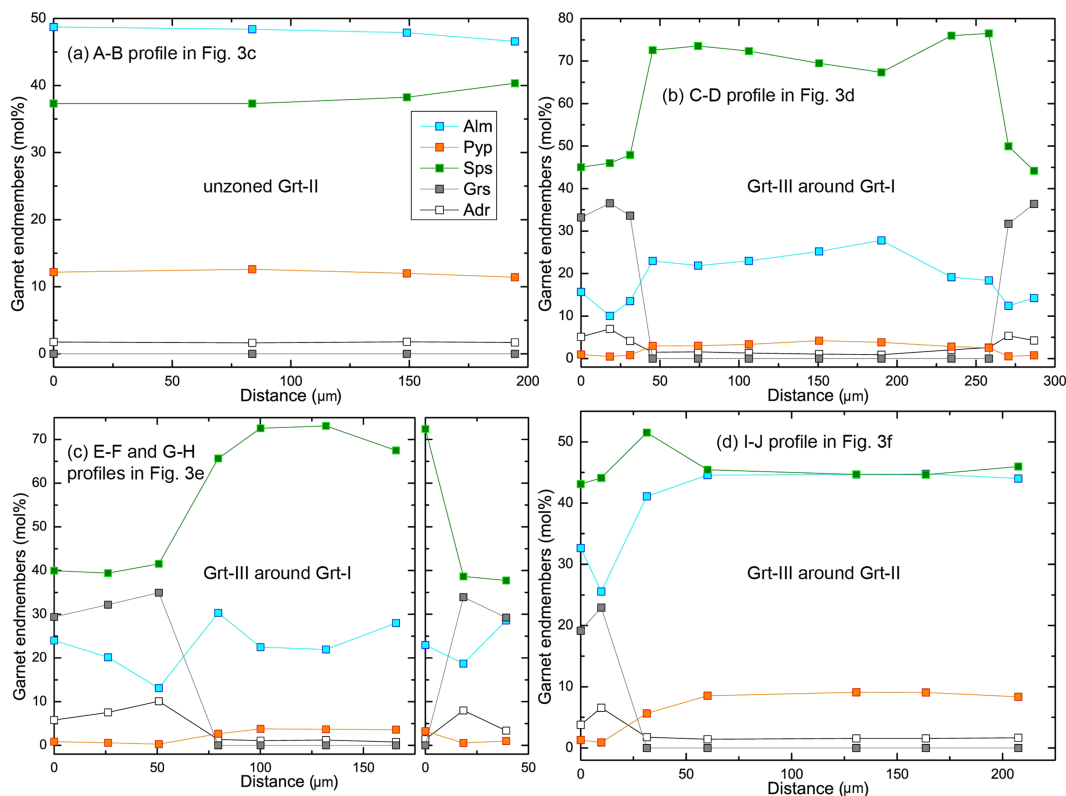 50
40
30
20
10
0
Garnet endmembers (mol%)
(a) A-B profile in Fig. 3c
unzoned Grt-II
Alm
Pyp
Sps
Grs
Adr
0 50 100 150 200
Distance (µm)
80
70
60
50
40
30
20
10
0
Garnet endmembers (mol%)
(b) C-D profile in Fig. 3d
Grt-III around Grt-I
0 50 100 150 200 250 300
Distance (µm)
70
60
50
40
30
20
10
0
Garnet endmembers (mol%)
(c) E-F and G-H
profiles in Fig. 3e
Grt-III around Grt-I
0 50 100 150 0 50
Distance (µm)
50
40
30
20
10
0
Garnet endmembers (mol%)
(d) I-J profile in Fig. 3f
Grt-III around Grt-II
0 50 100 150 200
Distance (µm)